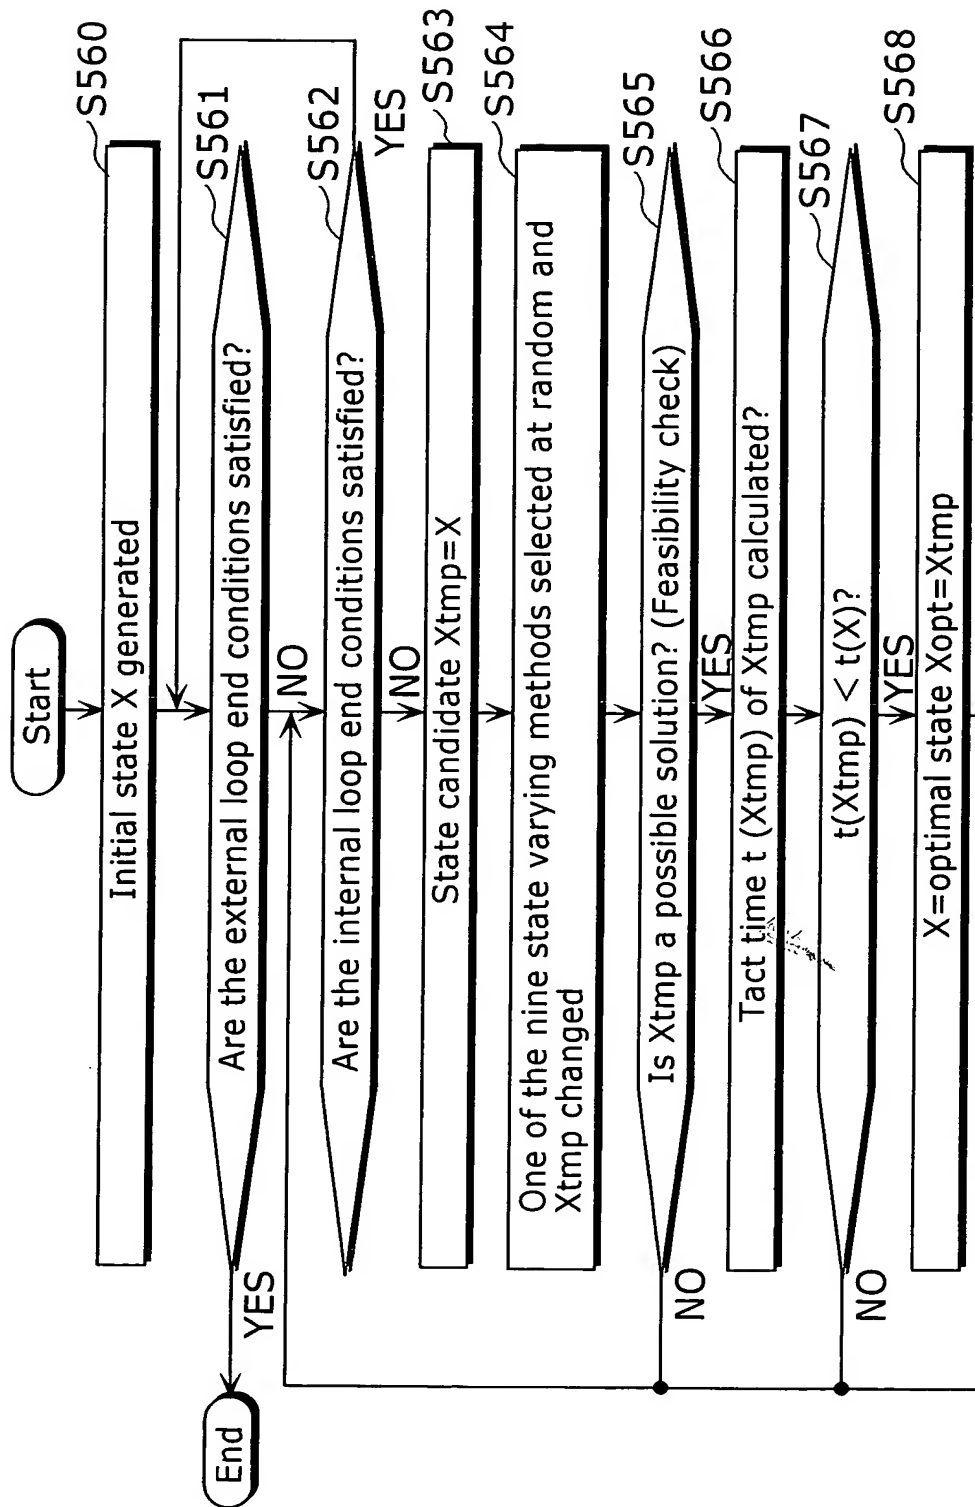 Start
Initial state X generated
S560
Are the external loop end conditions satisfied?
S561
YES
End
NO
Are the internal loop end conditions satisfied?
S562
YES
NO
State candidate Xtmp=X
S563
One of the nine state varying methods selected at random and
Xtmp changed
S564
Is Xtmp a possible solution? (Feasibility check)
S565
NO
YES
Tact time t (Xtmp) of Xtmp calculated?
S566
t(Xtmp) < t(X)?
S567
NO
YES
X=optimal state Xopt=Xtmp
S568